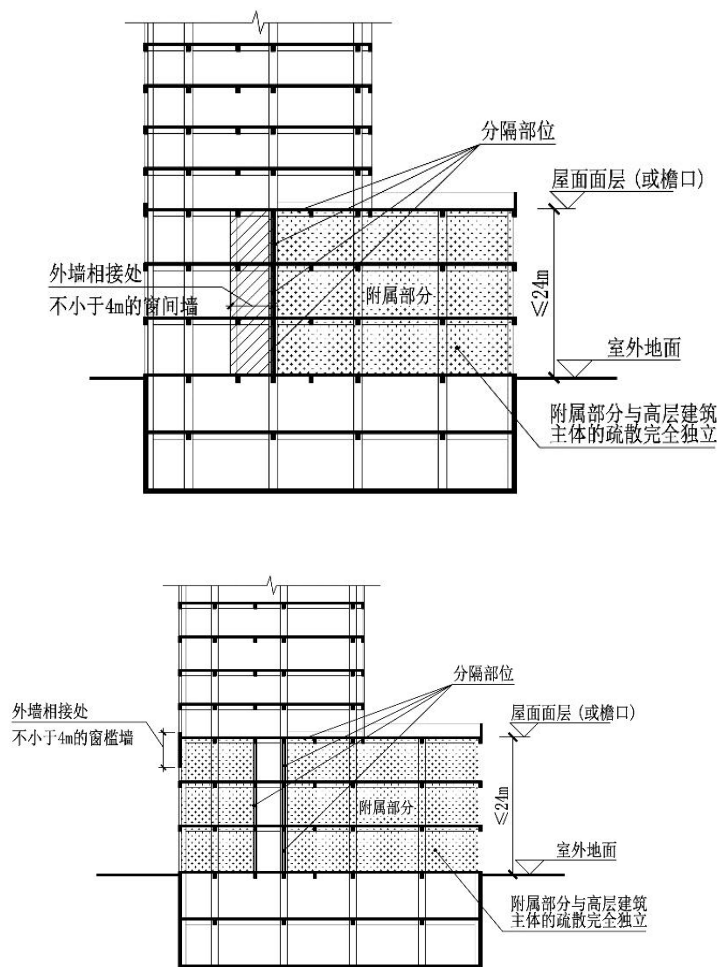 分隔部位
屋面面层(或檐口)
外墙相接处
不小于4m的窗间墙
附属部分
≤24m
室外地面
附属部分与高层建筑
主体的疏散完全独立
分隔部位
外墙相接处
不小于4m的窗槛墙
屋面面层(或檐口)
附属部分
≤24m
室外地面
附属部分与高层建筑
主体的疏散完全独立